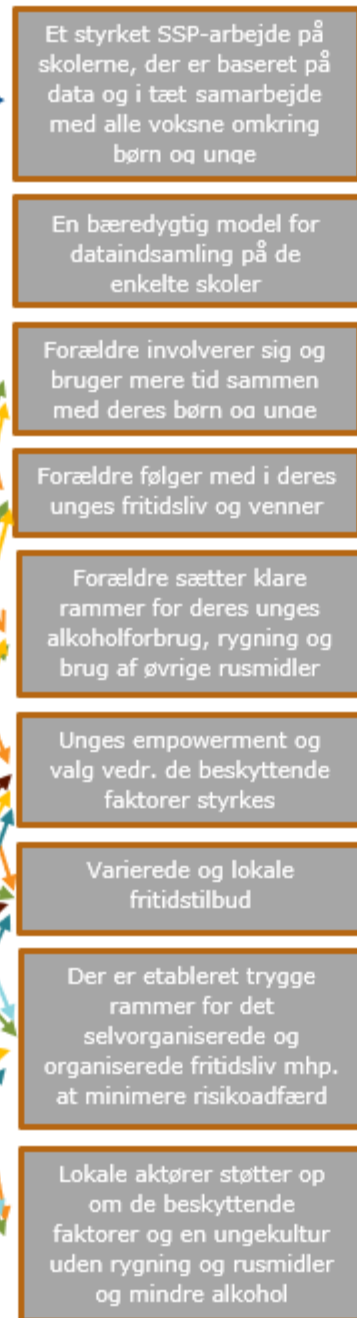 Et styrket SSP-arbejde på
skolerne, der er baseret på
data og i tæt samarbejde
med alle voksne omkring
børn og unge
En bæredygtig model for
dataindsamling på de
enkelte skoler
Forældre involverer sig og
bruger mere tid sammen
med deres børn og unge
Forældre følger med i deres
unges fritidsliv og venner
Forældre sætter klare
rammer for deres unges
alkoholforbrug, rygning og
brug af øvrige rusmidler
Unges empowerment og
valg vedr. de beskyttende
faktorer styrkes
Varierede og lokale
fritidstilbud
Der er etableret trygge
rammer for det
selvorganiserede og
organiserede fritidsliv mhp.
at minimere risikoadfærd
Lokale aktører støtter op
om de beskyttende
faktorer og en ungekultur
uden rygning og rusmidler
og mindre alkohol